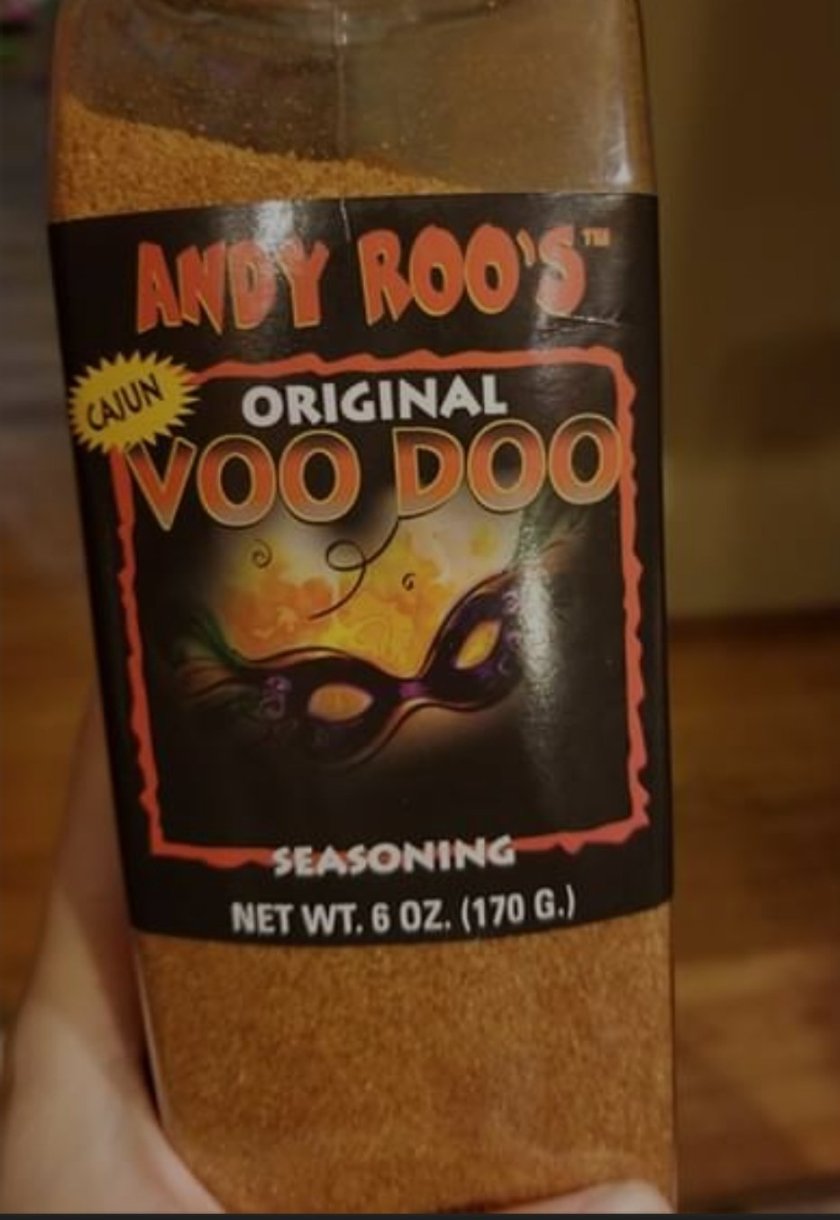 ANDY ROO'S™
CAJUN
ORIGINAL
VOO DOO
SEASONING
NET WT. 6 OZ. (170 G.)